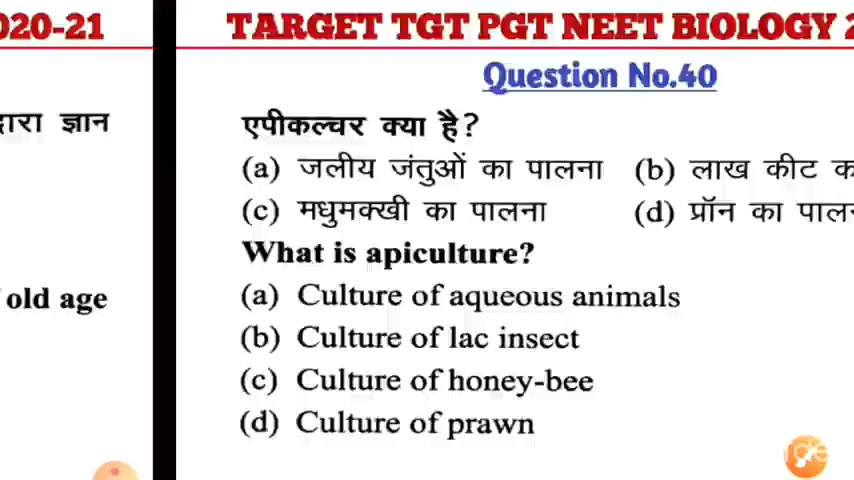 020-21
ारा ज्ञान
old age
TARGET TGT PGT NEET BIOLOGY 2
Question No.40
एपीकल्चर क्या है?
(a) जलीय जंतुओं का पालना (b) लाख कीट क
(c) मधुमक्खी का पालना (d) प्रॉन का पालन
What is apiculture?
(a) Culture of aqueous animals
(b) Culture of lac insect
(c) Culture of honey-bee
(d) Culture of prawn